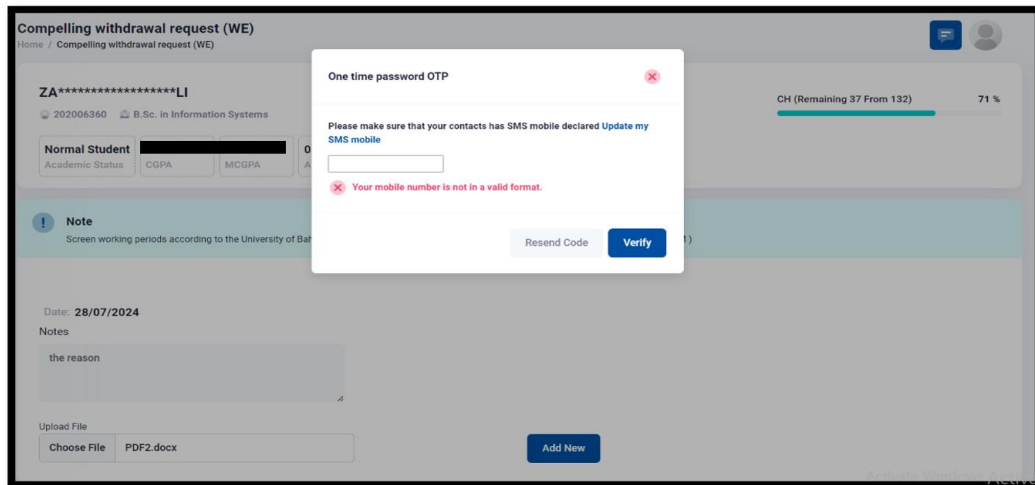 Compelling withdrawal request (WE)
Home / Compelling withdrawal request (WE)
ZA******************LI
202006360 B.Sc. in Information Systems
Normal Student
Academic Status
CGPA
MCGPA
0
A
CH (Remaining 37 From 132) 71 %
One time password OTP
Please make sure that your contacts has SMS mobile declared Update my
SMS mobile
Your mobile number is not in a valid format.
Resend Code
Verify
! Note
Screen working periods according to the University of Bah
1 )
Date: 28/07/2024
Notes
the reason
Upload File
Choose File PDF2.docx
Add New
Activate Windows